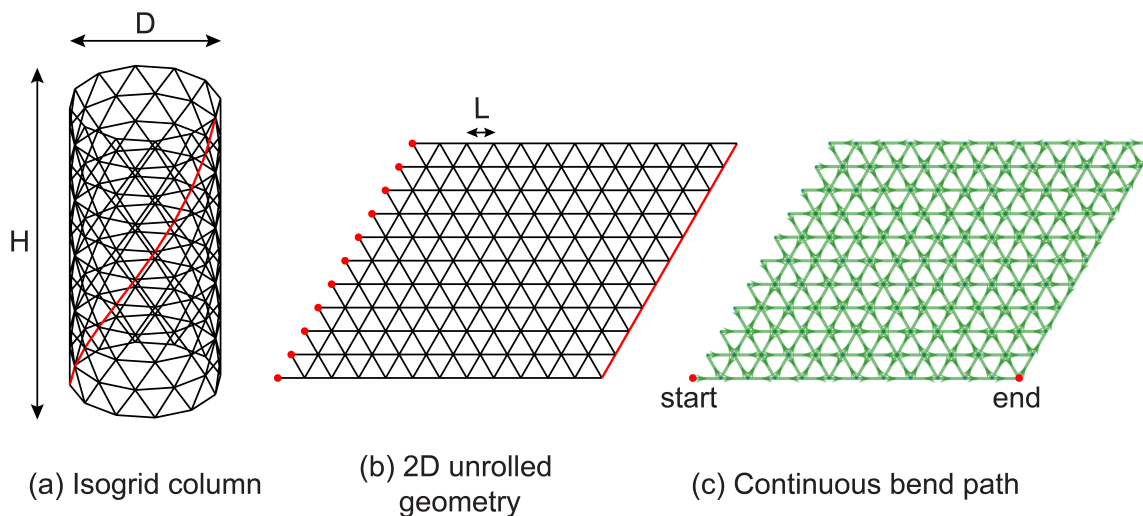 D
H
L
start
end
(a) Isogrid column
(b) 2D unrolled
geometry
(c) Continuous bend path